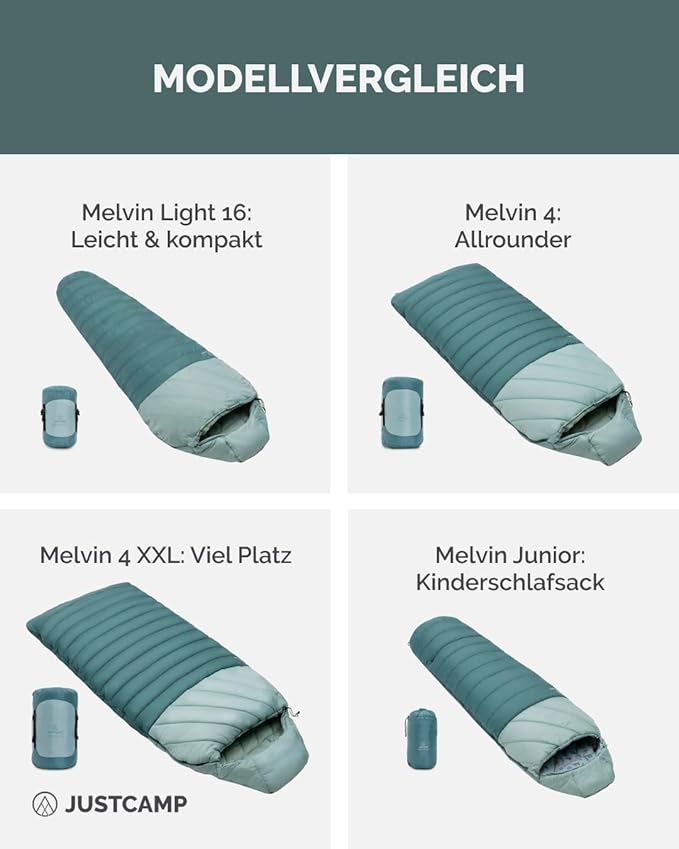 MODELLVERGLEICH
Melvin Light 16:
Leicht & kompakt
Melvin 4:
Allrounder
Melvin 4 XXL: Viel Platz
Melvin Junior:
Kinderschlafsack
JUSTCAMP